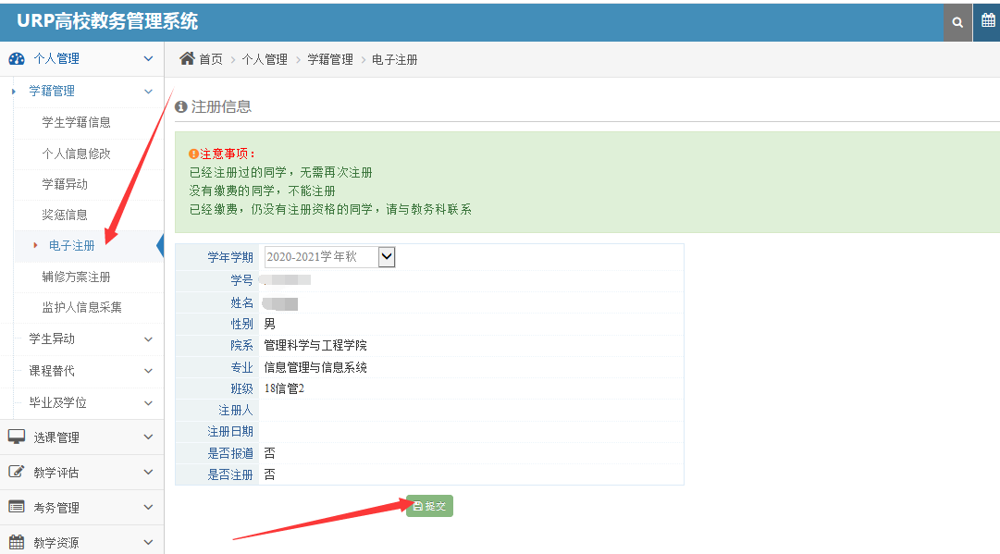 URP高校教务管理系统
个人管理
学籍管理
学生学籍信息
个人信息修改
学籍异动
奖惩信息
电子注册
辅修方案注册
监护人信息采集
学生异动
课程替代
毕业及学位
选课管理
教学评估
考务管理
教学资源
首页 > 个人管理 > 学籍管理 > 电子注册
注册信息
注意事项：
已经注册过的同学，无需再次注册
没有缴费的同学，不能注册
已经缴费，仍没有注册资格的同学，请与教务科联系
学年学期 2020-2021学年秋
学号
姓名
性别 男
院系 管理科学与工程学院
专业 信息管理与信息系统
班级 18信管2
注册人
注册日期
是否报道 否
是否注册 否
提交